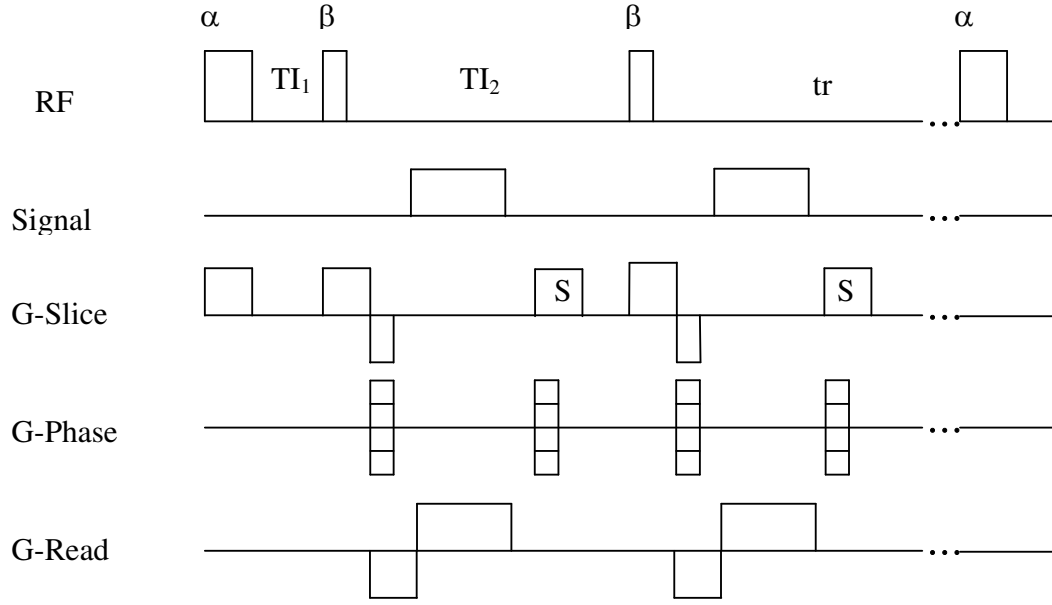 α β β α
RF TI₁ TI₂ tr ...
Signal ...
G-Slice S S ...
G-Phase ...
G-Read ...